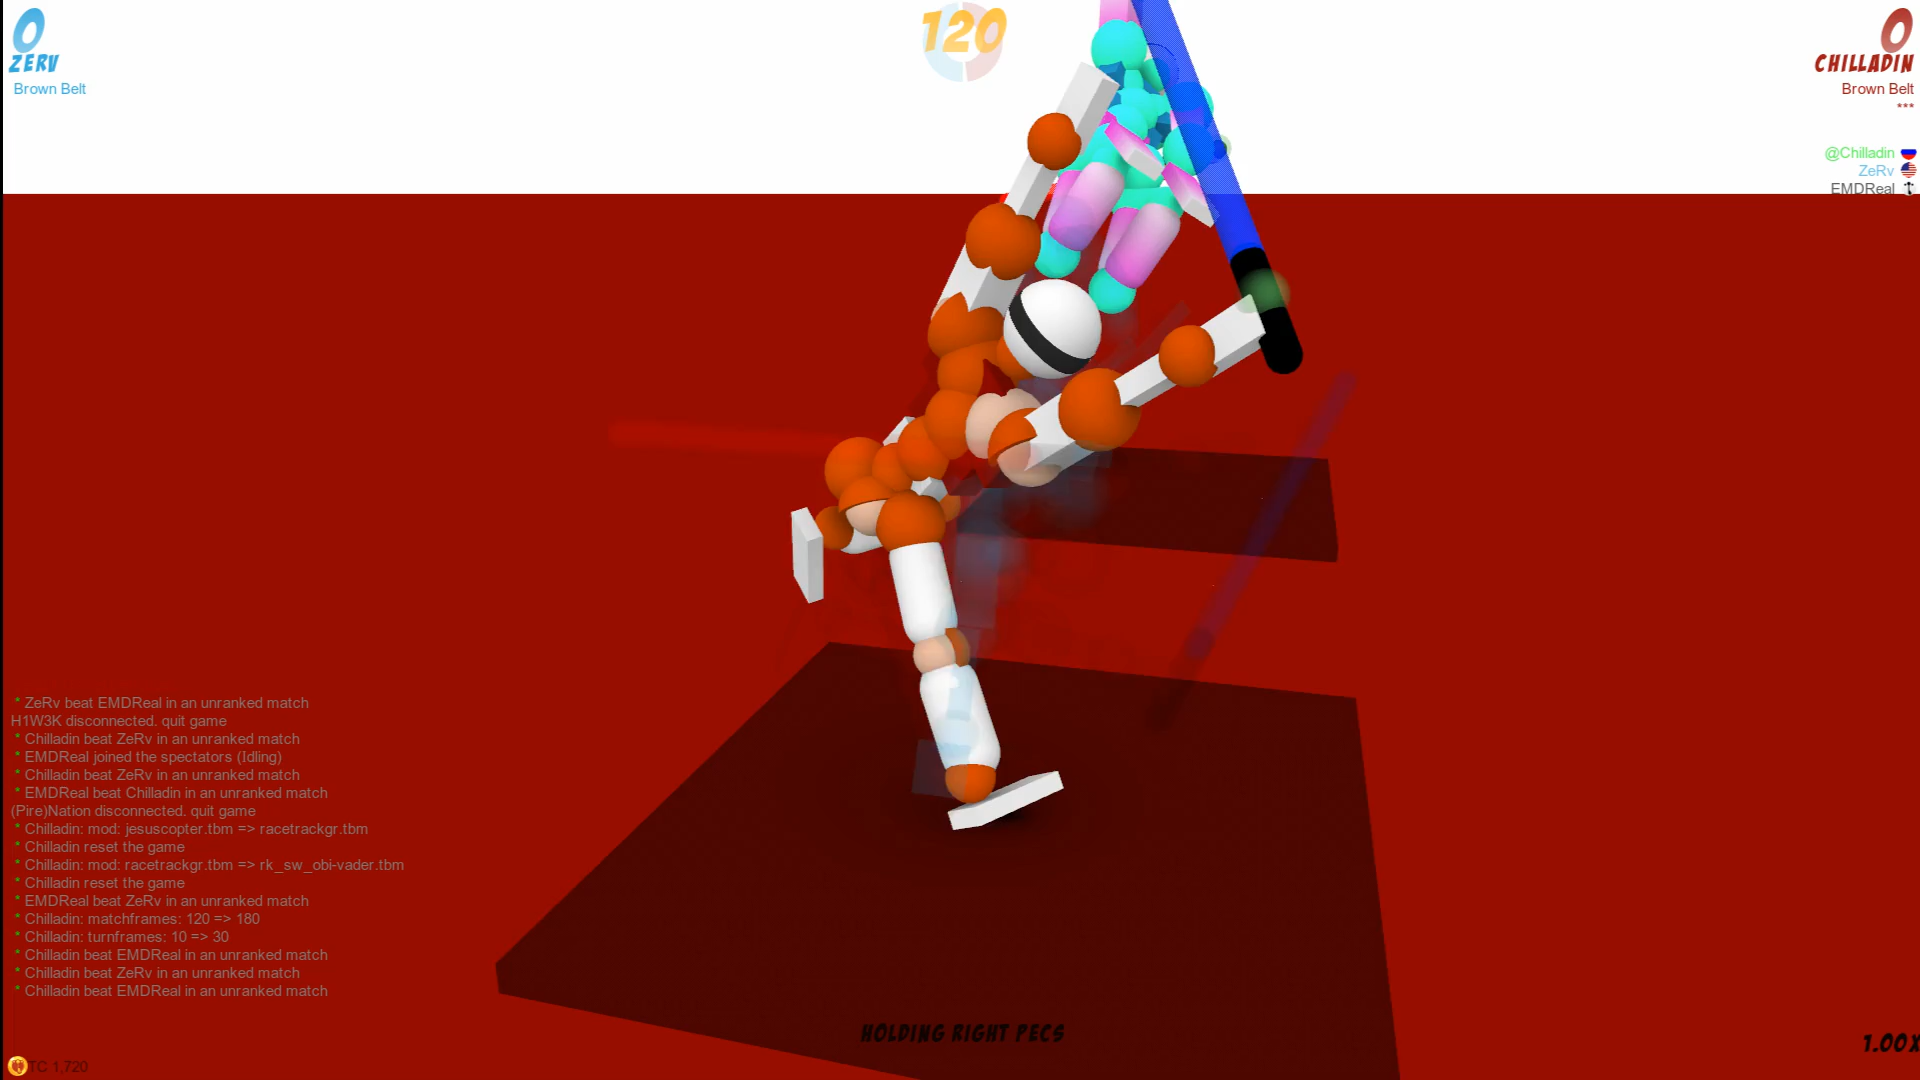 0
ZERV
Brown Belt
120
0
CHILLADIN
Brown Belt
***
@Chilladin
ZeRv
EMDReal
* ZeRv beat EMDReal in an unranked match
H1W3K disconnected. quit game
* Chilladin beat ZeRv in an unranked match
* EMDReal joined the spectators (Idling)
* Chilladin beat ZeRv in an unranked match
* EMDReal beat Chilladin in an unranked match
(Pire)Nation disconnected. quit game
* Chilladin: mod: jesuscopter.tbm => racetrackgr.tbm
* Chilladin reset the game
* Chilladin: mod: racetrackgr.tbm => rk_sw_obi-vader.tbm
* Chilladin reset the game
* EMDReal beat ZeRv in an unranked match
* Chilladin: matchframes: 120 => 180
* Chilladin: turnframes: 10 => 30
* Chilladin beat EMDReal in an unranked match
* Chilladin beat ZeRv in an unranked match
* Chilladin beat EMDReal in an unranked match
HOLDING RIGHT PECS
1.00X
TC 1,720